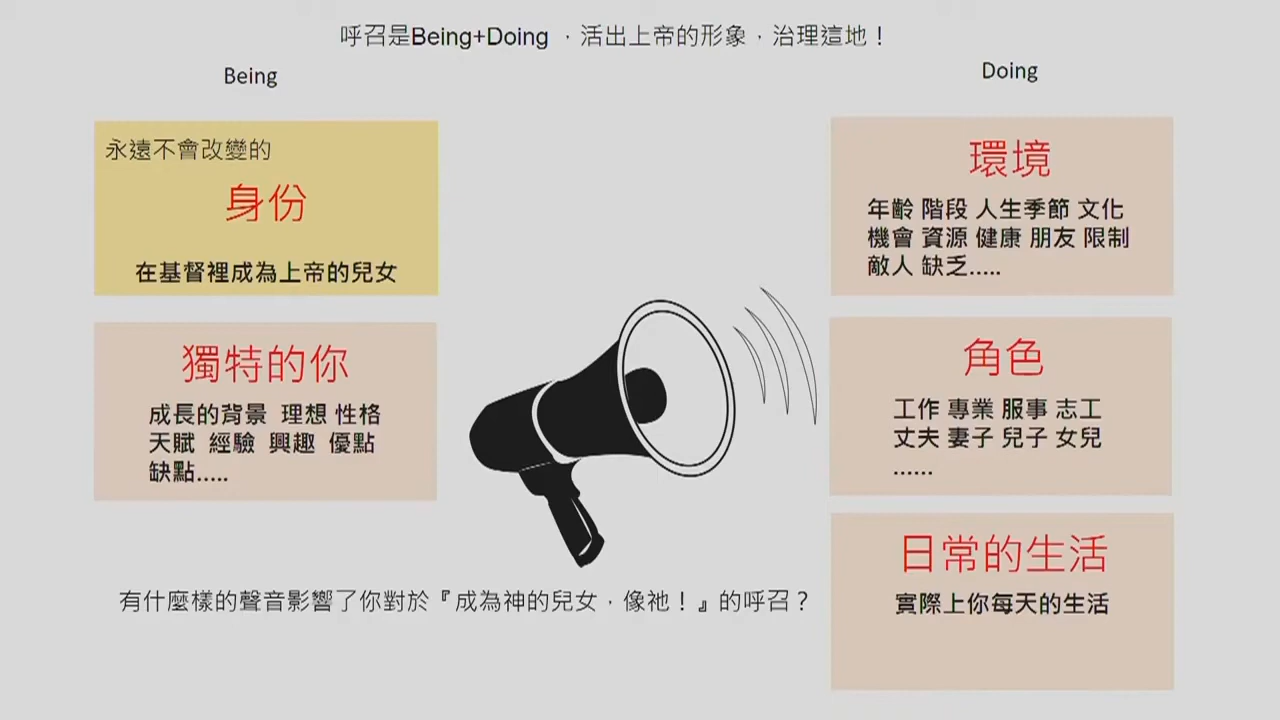 呼召是Being+Doing ，活出上帝的形象，治理這地！
Being
永遠不會改變的
身份
在基督裡成為上帝的兒女
獨特的你
成長的背景 理想 性格
天賦 經驗 興趣 優點
缺點.....
有什麼樣的聲音影響了你對於『成為神的兒女，像祂！』的呼召？
Doing
環境
年齡 階段 人生季節 文化
機會 資源 健康 朋友 限制
敵人 缺乏.....
角色
工作 專業 服事 志工
丈夫 妻子 兒子 女兒
......
日常的生活
實際上你每天的生活